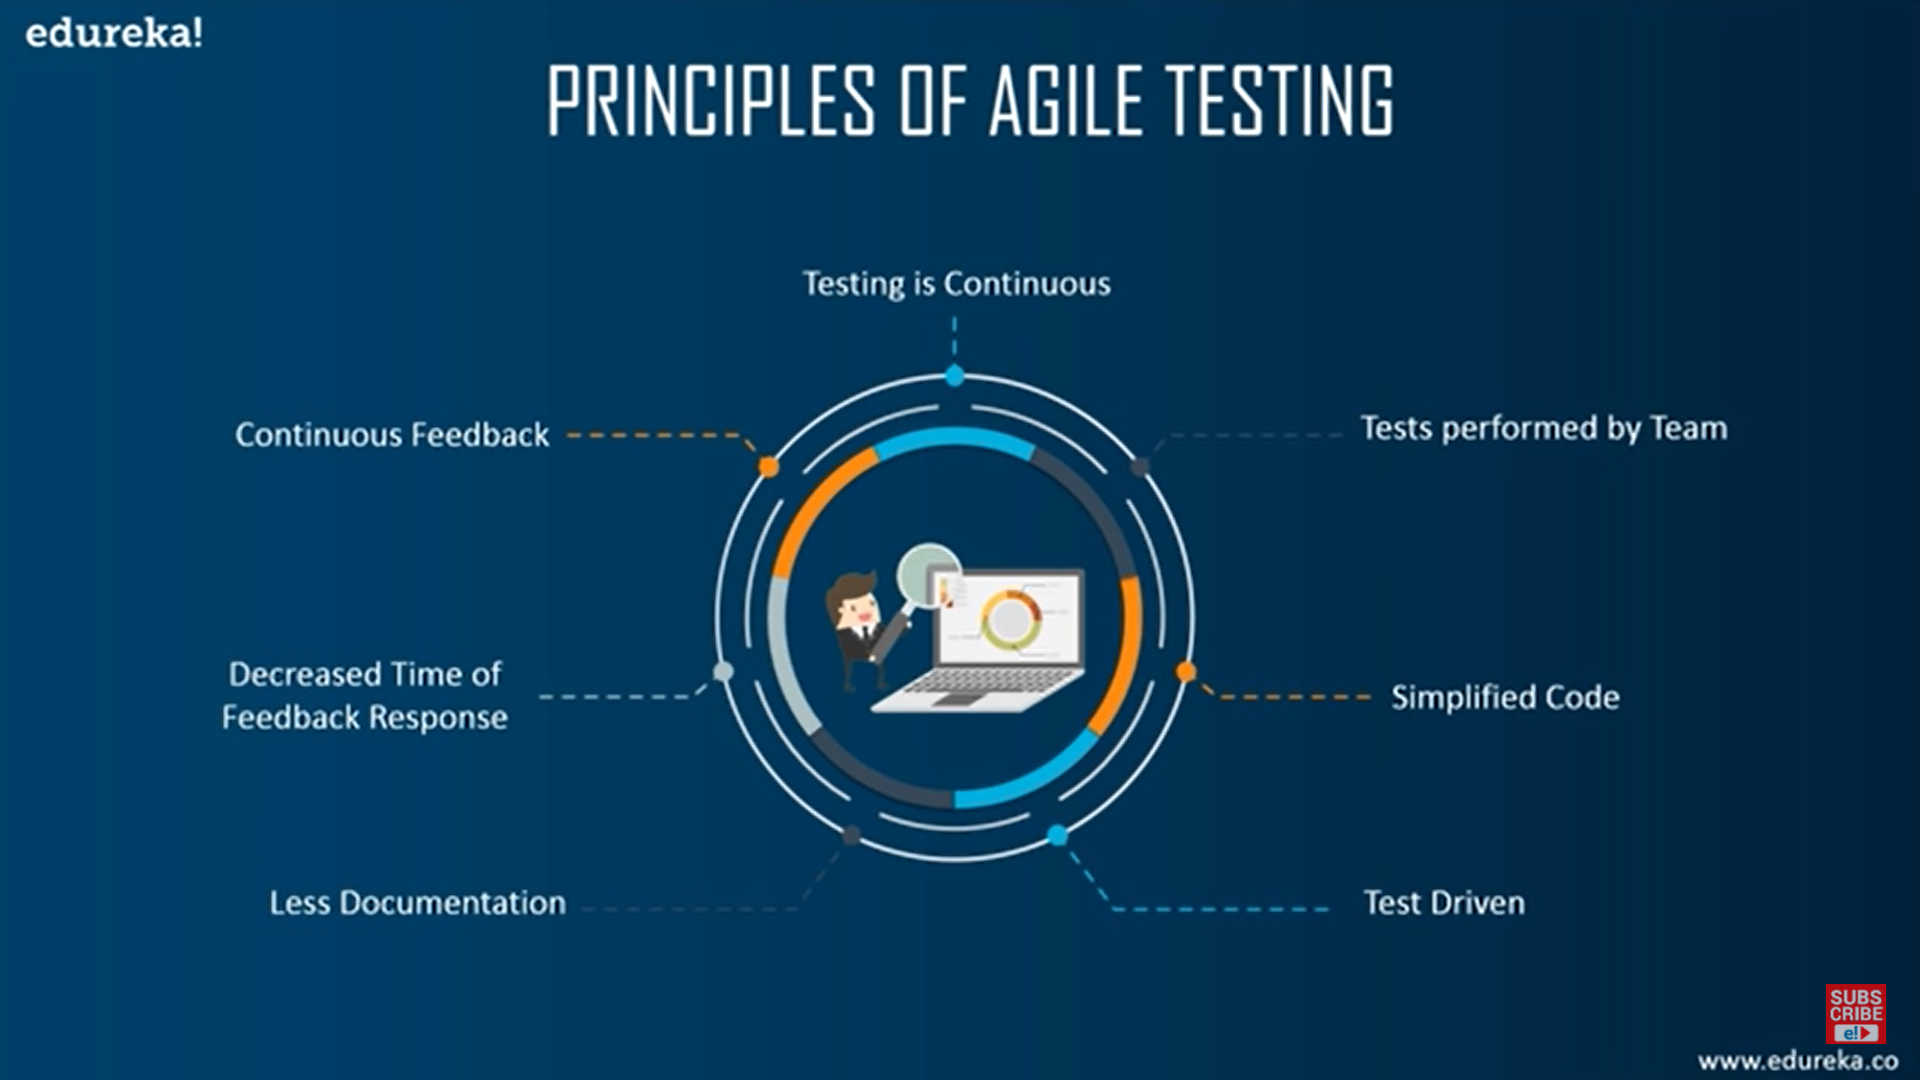 edureka!
PRINCIPLES OF AGILE TESTING
Testing is Continuous
Continuous Feedback
Tests performed by Team
Decreased Time of
Feedback Response
Simplified Code
Less Documentation
Test Driven
SUBS
CRIBE
e!
www.edureka.co